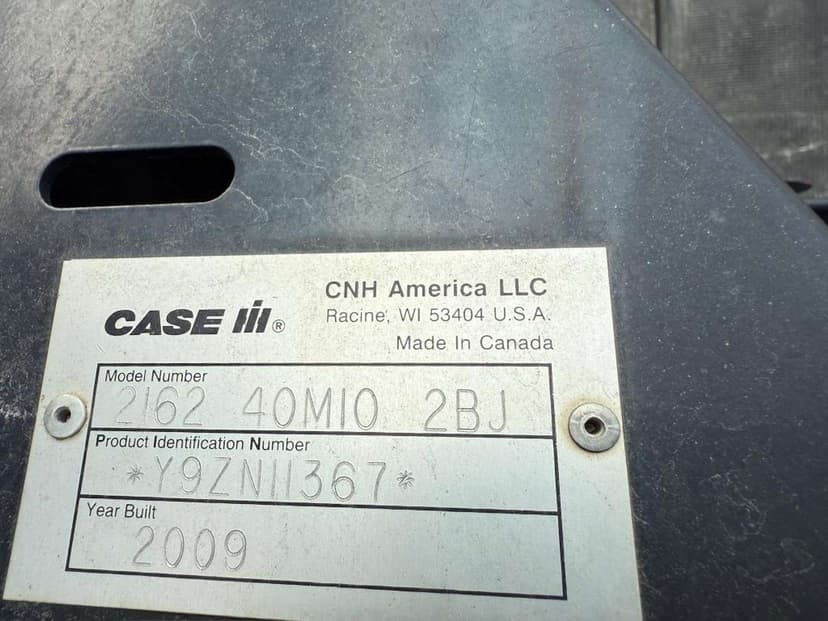 CASE IH®
CNH America LLC
Racine, WI 53404 U.S.A.
Made In Canada
Model Number
2162 40M10 2BJ
Product Identification Number
*Y9ZN11367*
Year Built
2009